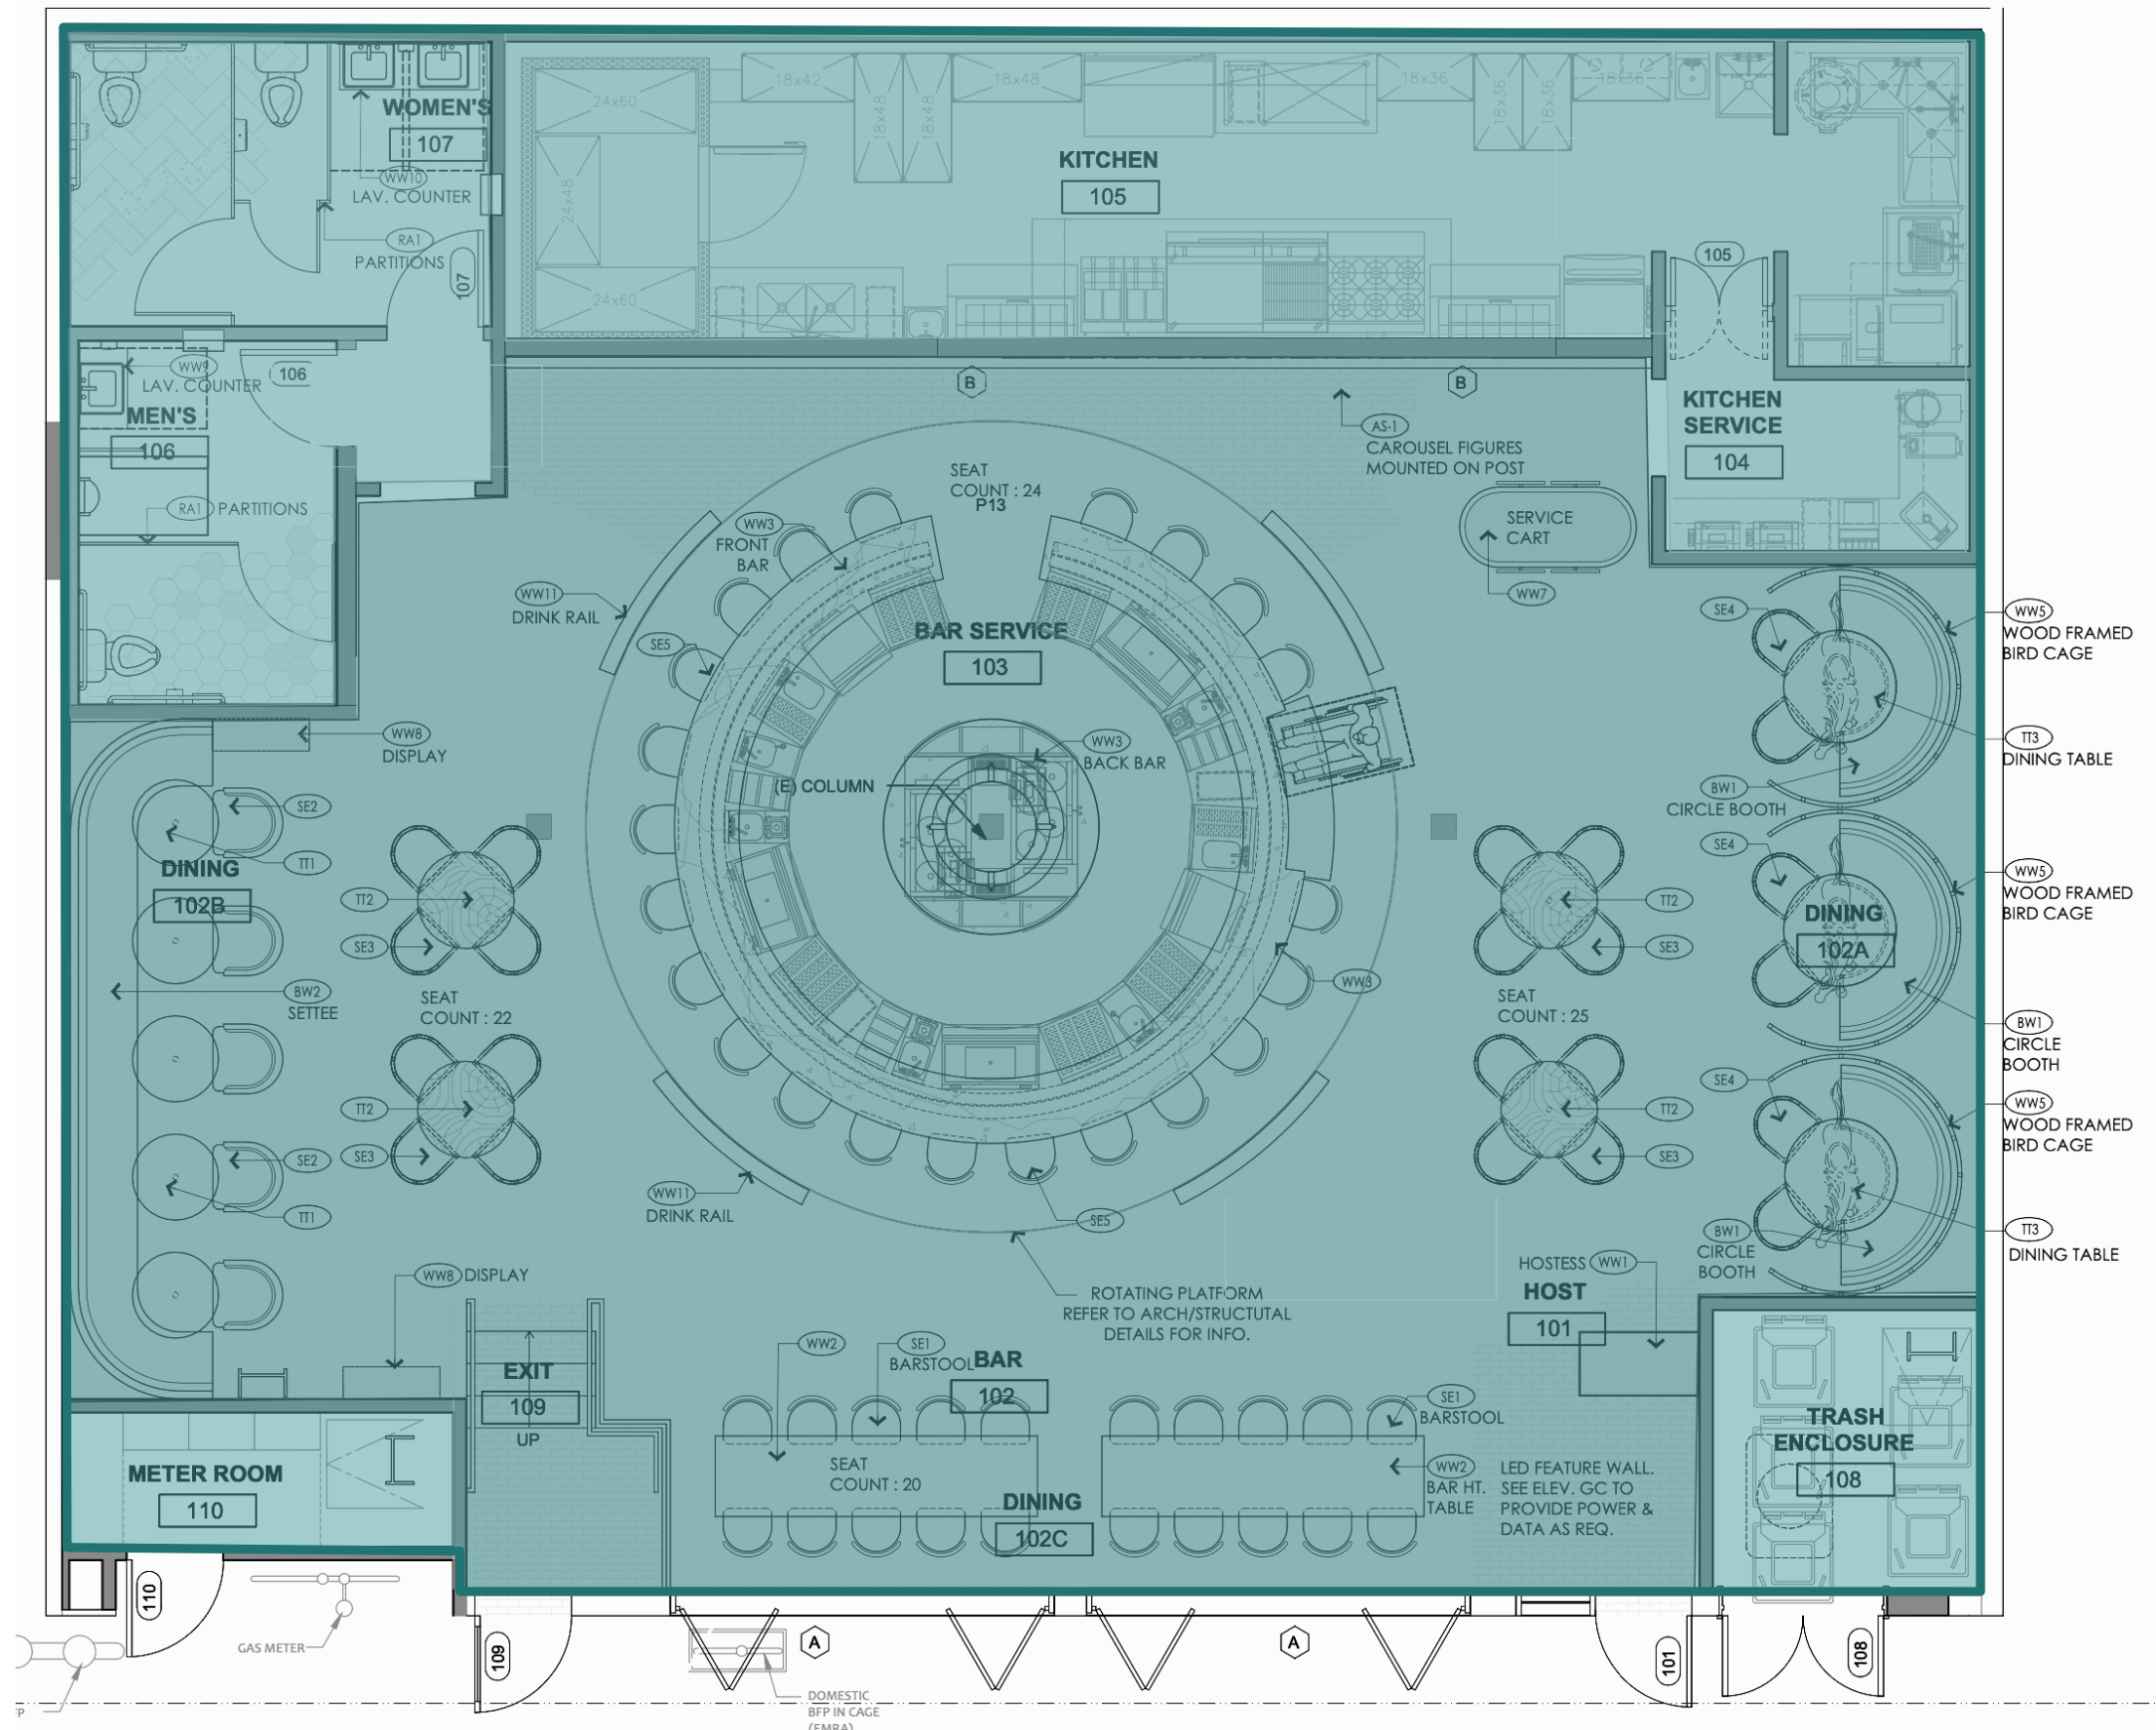 WOMEN'S
107
WW10
LAV. COUNTER
RA1
PARTITIONS
107
24x60
24x48
24x60
18x42
18x48
18x48
18x48
18x36
18x36
18x36
18x36
KITCHEN
105
105
WW9
LAV. COUNTER
106
MEN'S
106
RA1
PARTITIONS
B
B
AS-1
CAROUSEL FIGURES
MOUNTED ON POST
KITCHEN
SERVICE
104
SEAT
COUNT : 24
P13
WW3
FRONT
BAR
SERVICE
CART
WW7
WW11
DRINK RAIL
SE5
BAR SERVICE
103
SE4
WW5
WOOD FRAMED
BIRD CAGE
WW8
DISPLAY
WW3
BACK BAR
(E) COLUMN
TT3
DINING TABLE
BW1
CIRCLE BOOTH
SE2
TT1
DINING
102B
TT2
SE3
SE4
WW5
WOOD FRAMED
BIRD CAGE
TT2
SE3
DINING
102A
BW2
SETTEE
SEAT
COUNT : 22
WW3
SEAT
COUNT : 25
BW1
CIRCLE
BOOTH
TT2
SE3
SE2
TT1
SE4
WW5
WOOD FRAMED
BIRD CAGE
TT2
SE3
WW11
DRINK RAIL
SE5
BW1
CIRCLE
BOOTH
TT3
DINING TABLE
WW8
DISPLAY
ROTATING PLATFORM
REFER TO ARCH/STRUCTUTAL
DETAILS FOR INFO.
HOSTESS
WW1
HOST
101
EXIT
109
UP
WW2
SE1
BARSTOOL
BAR
102
SE1
BARSTOOL
SEAT
COUNT : 20
WW2
BAR HT.
TABLE
LED FEATURE WALL.
SEE ELEV. GC TO
PROVIDE POWER &
DATA AS REQ.
DINING
102C
TRASH
ENCLOSURE
108
METER ROOM
110
110
GAS METER
109
A
A
101
108
DOMESTIC
BFP IN CAGE
(EMRA)
FP